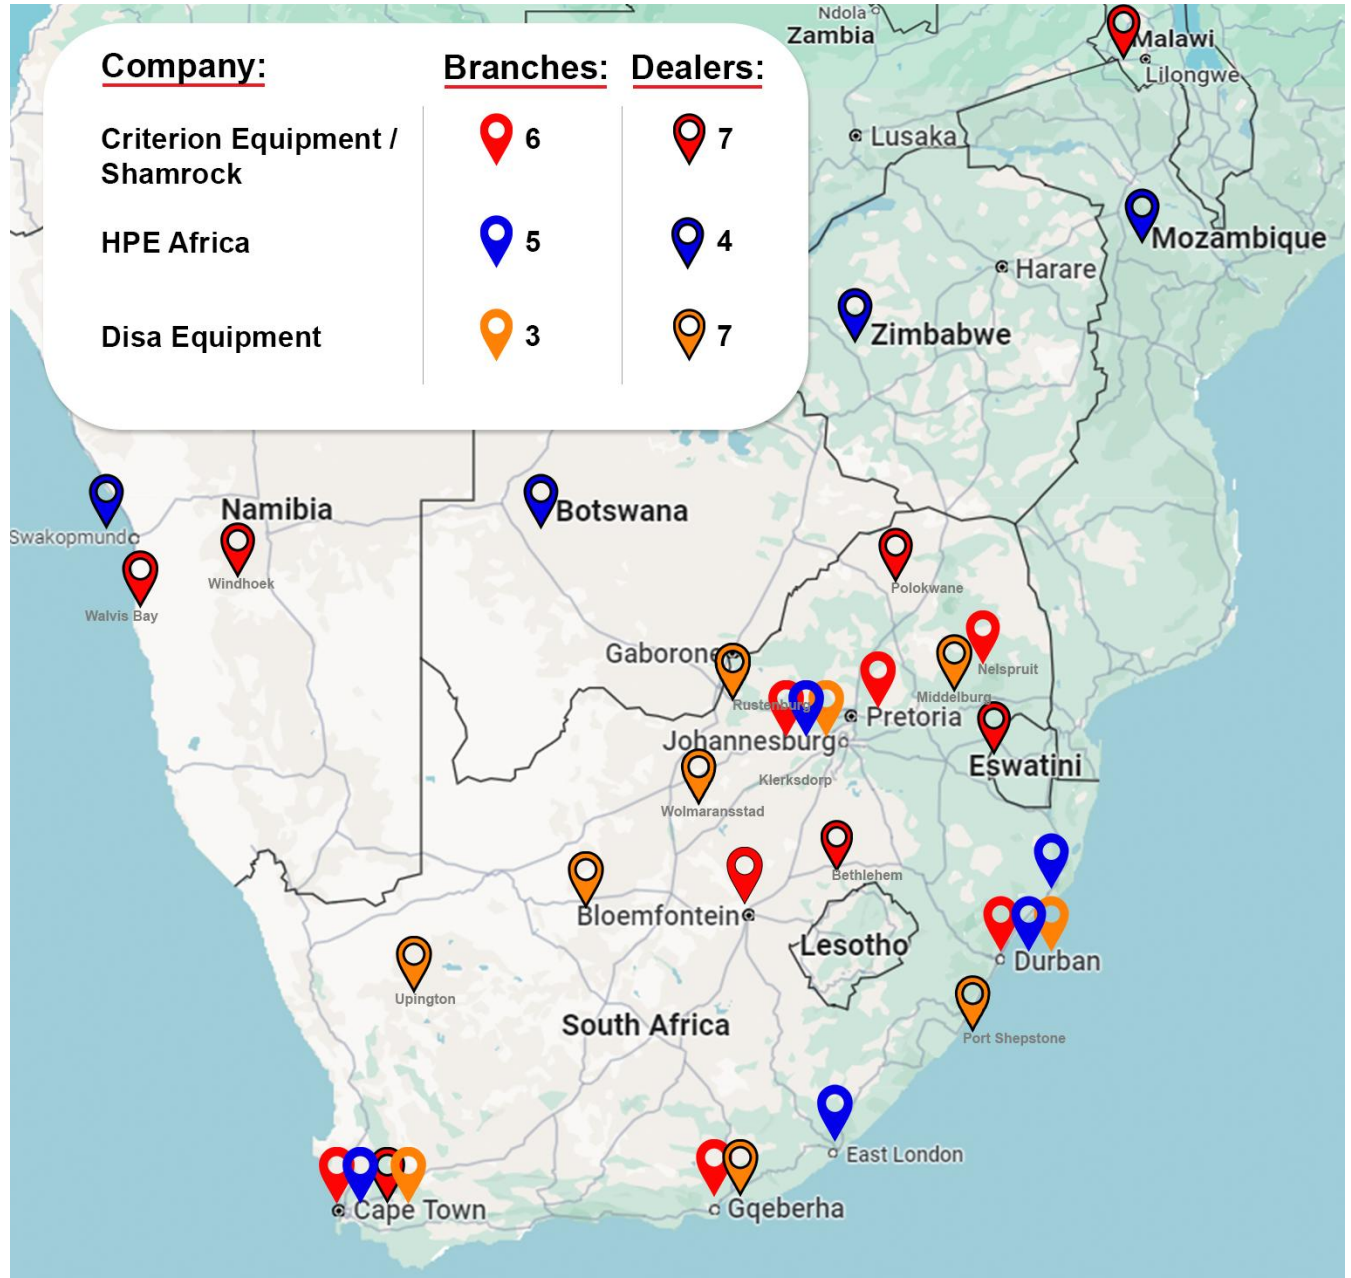 Company:
Branches:
Dealers:
Criterion Equipment /
Shamrock
6
7
HPE Africa
5
4
Disa Equipment
3
7
Ndola
Zambia
Malawi
Lilongwe
Lusaka
Mozambique
Harare
Zimbabwe
Namibia
Botswana
Swakopmund
Windhoek
Walvis Bay
Polokwane
Gaborone
Nelspruit
Middelburg
Rustenburg
Pretoria
Johannesburg
Eswatini
Klerksdorp
Wolmaransstad
Bethlehem
Bloemfontein
Lesotho
Durban
Upington
South Africa
Port Shepstone
East London
Cape Town
Gqeberha